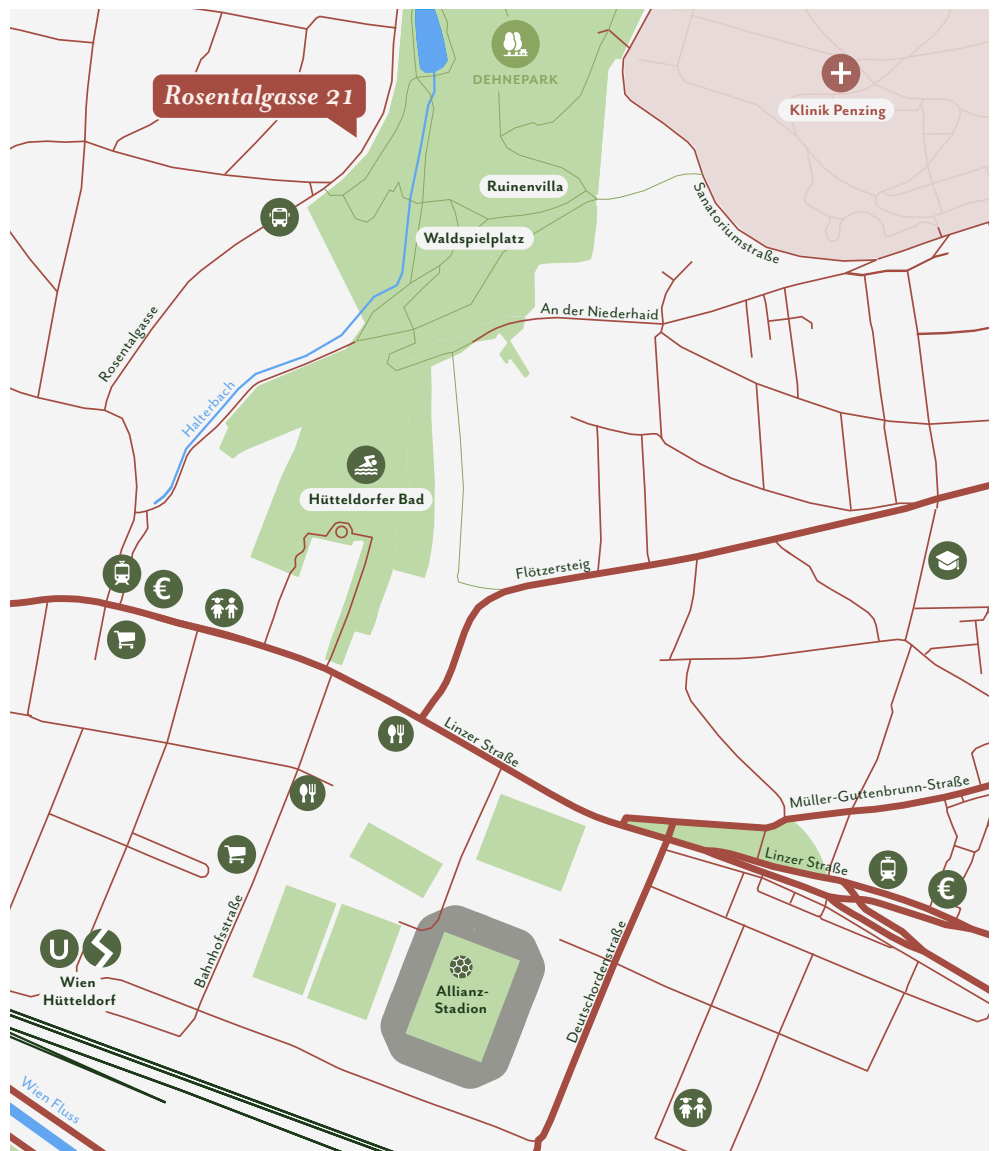 DEHNEPARK
Rosentalgasse 21
Klinik Penzing
Ruinenvilla
Sanatoriumstraße
Waldspielplatz
An der Niederhaid
Rosentalgasse
Halterbach
Hütteldorfer Bad
Flötzersteig
€
Linzer Straße
Müller-Guttenbrunn-Straße
Linzer Straße
€
Bahnhofsstraße
Deutschordenstraße
U
Wien
Hütteldorf
Allianz-
Stadion
Wien Fluss